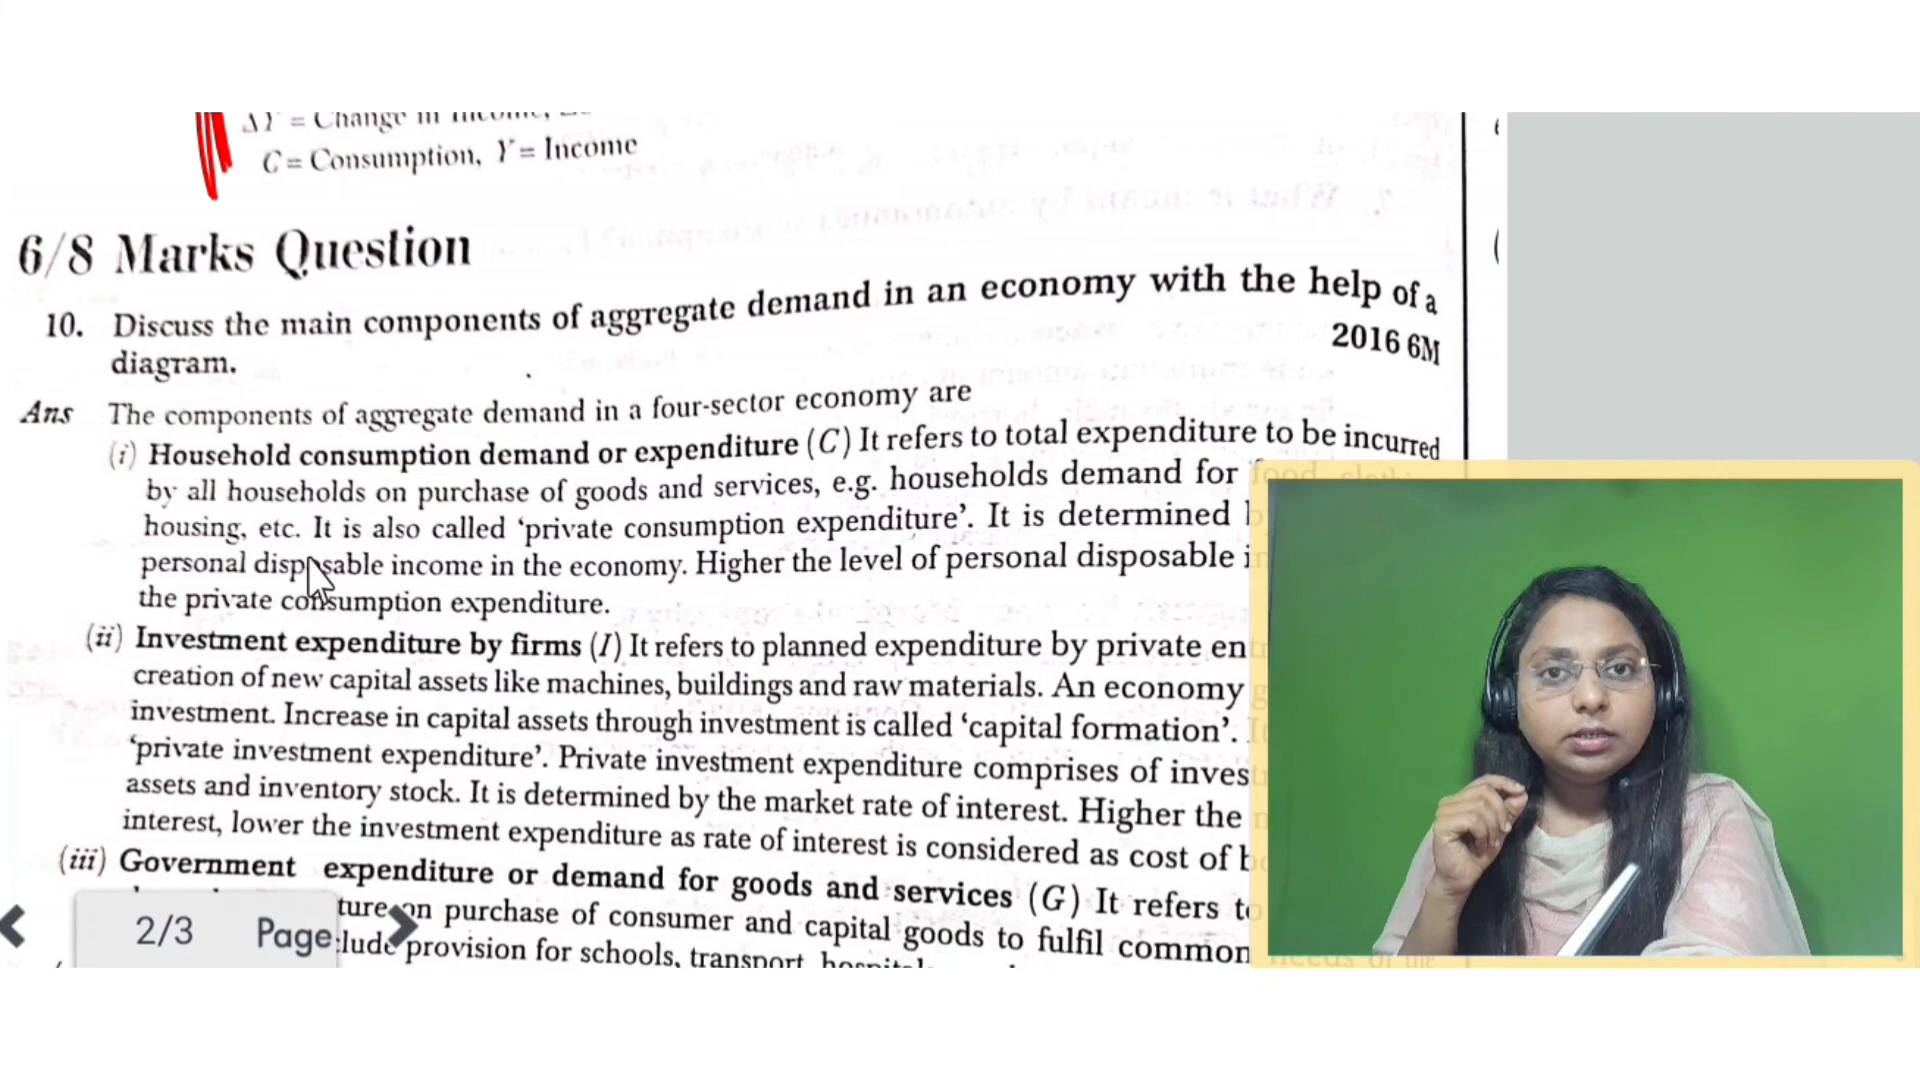 ΔY = Change in Income,
C = Consumption, Y = Income
6/8 Marks Question
10. Discuss the main components of aggregate demand in an economy with the help of a
diagram. 2016 6M
Ans The components of aggregate demand in a four-sector economy are
(i) Household consumption demand or expenditure (C) It refers to total expenditure to be incurred
by all households on purchase of goods and services, e.g. households demand for food,
housing, etc. It is also called ‘private consumption expenditure’. It is determined
personal disposable income in the economy. Higher the level of personal disposable
the private consumption expenditure.
(ii) Investment expenditure by firms (I) It refers to planned expenditure by private
creation of new capital assets like machines, buildings and raw materials. An economy
investment. Increase in capital assets through investment is called ‘capital formation’.
‘private investment expenditure’. Private investment expenditure comprises of
assets and inventory stock. It is determined by the market rate of interest. Higher the
interest, lower the investment expenditure as rate of interest is considered as cost of
(iii) Government expenditure or demand for goods and services (G) It refers to
on purchase of consumer and capital goods to fulfil common needs of the
provision for schools, transport,
2/3 Page